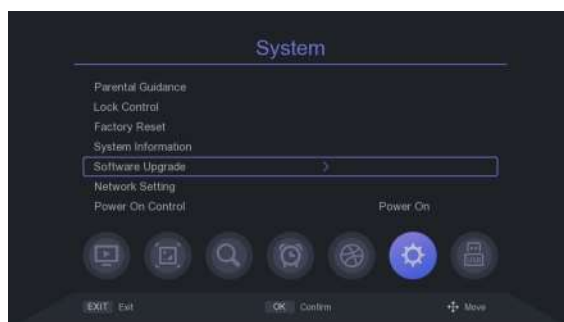 System
Parental Guidance
Lock Control
Factory Reset
System Information
Software Upgrade >
Network Setting
Power On Control Power On
USB
EXIT Exit OK Confirm Move